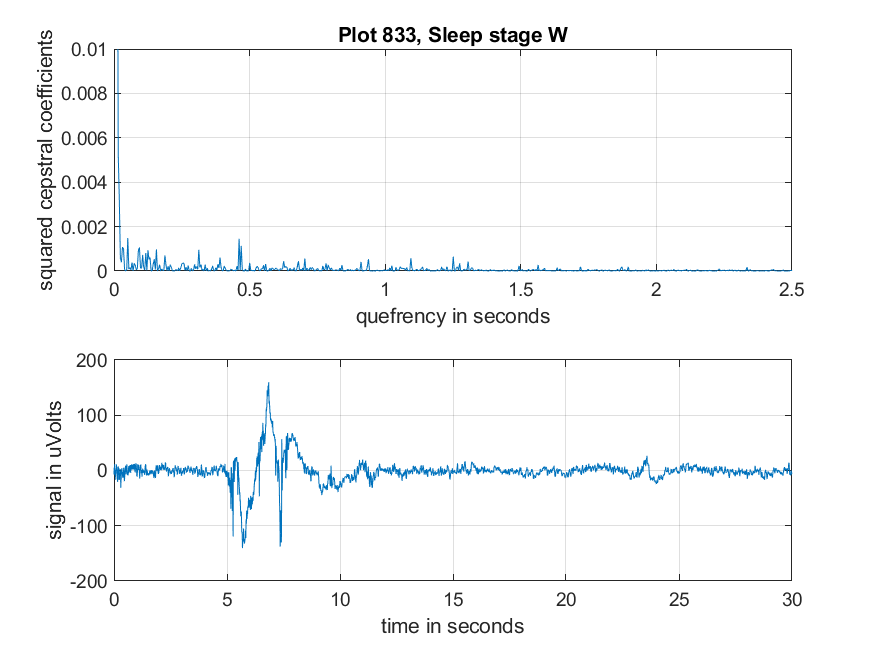 Plot 833, Sleep stage W
squared cepstral coefficients
0.01
0.008
0.006
0.004
0.002
0
0 0.5 1 1.5 2 2.5
quefrency in seconds
signal in uVolts
200
100
0
-100
-200
0 5 10 15 20 25 30
time in seconds